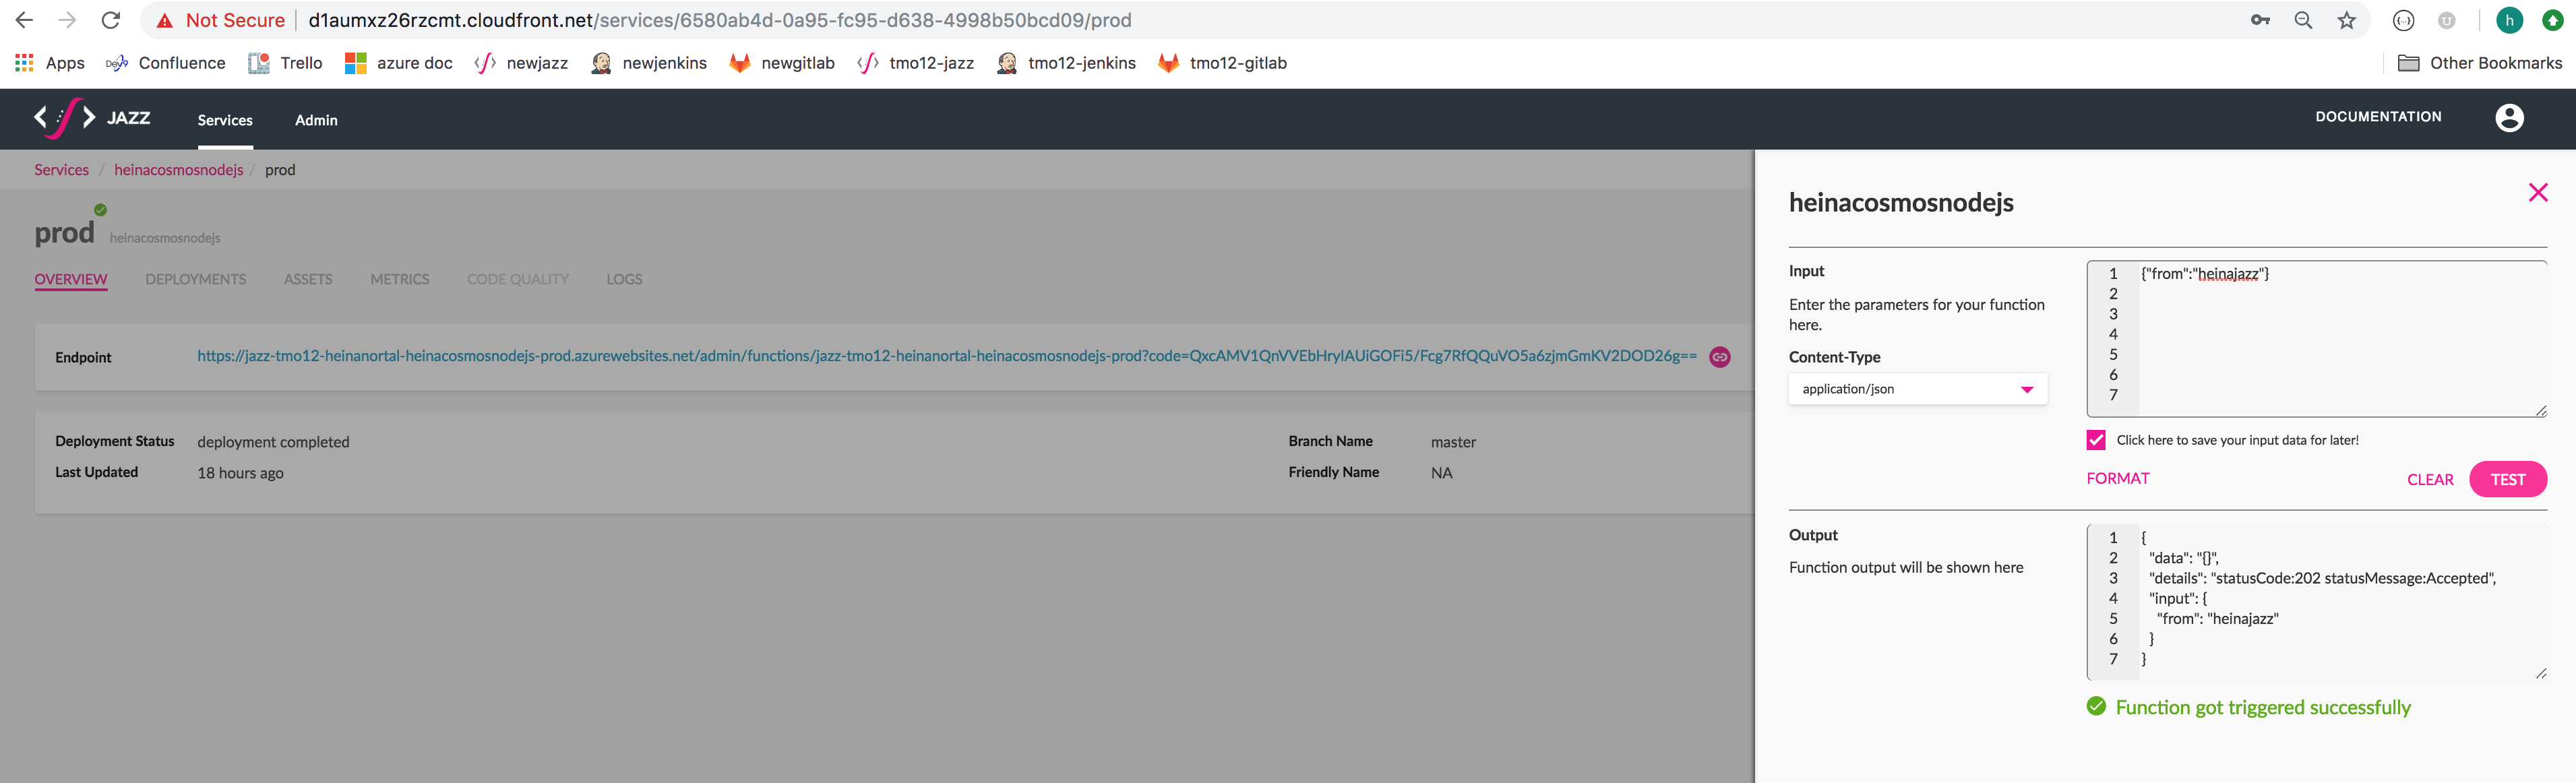 Not Secure d1aumxz26rzcmt.cloudfront.net/services/6580ab4d-0a95-fc95-d638-4998b50bcd09/prod
Apps Dev9 Confluence Trello azure doc newjazz newjenkins newgitlab tmo12-jazz tmo12-jenkins tmo12-gitlab Other Bookmarks
JAZZ Services Admin DOCUMENTATION
Services / heinacosmosnodejs / prod
prod heinacosmosnodejs
OVERVIEW DEPLOYMENTS ASSETS METRICS CODE QUALITY LOGS
Endpoint https://jazz-tmo12-heinanortal-heinacosmosnodejs-prod.azurewebsites.net/admin/functions/jazz-tmo12-heinanortal-heinacosmosnodejs-prod?code=QxcAMV1QnVVEbHryIAUiGOFi5/Fcg7RfQQuVO5a6zjmGmKV2DOD26g==
Deployment Status deployment completed Branch Name master
Last Updated 18 hours ago Friendly Name NA
heinacosmosnodejs
Input
Enter the parameters for your function
here.
Content-Type
application/json
1 {"from":"heinajazz"}
2
3
4
5
6
7
Click here to save your input data for later!
FORMAT CLEAR TEST
Output
Function output will be shown here
1 {
2 "data": "{}",
3 "details": "statusCode:202 statusMessage:Accepted",
4 "input": {
5 "from": "heinajazz"
6 }
7 }
Function got triggered successfully